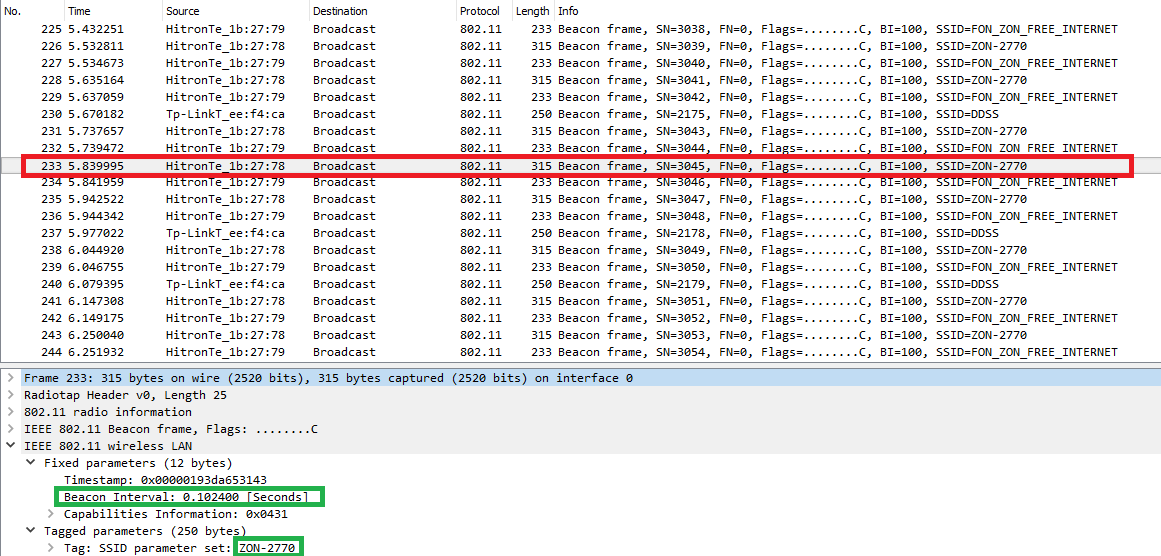 No. Time Source Destination Protocol Length Info
225 5.432251 HitronTe_1b:27:79 Broadcast 802.11 233 Beacon frame, SN=3038, FN=0, Flags=........C, BI=100, SSID=FON_ZON_FREE_INTERNET
226 5.532811 HitronTe_1b:27:78 Broadcast 802.11 315 Beacon frame, SN=3039, FN=0, Flags=........C, BI=100, SSID=ZON-2770
227 5.534673 HitronTe_1b:27:79 Broadcast 802.11 233 Beacon frame, SN=3040, FN=0, Flags=........C, BI=100, SSID=FON_ZON_FREE_INTERNET
228 5.635164 HitronTe_1b:27:78 Broadcast 802.11 315 Beacon frame, SN=3041, FN=0, Flags=........C, BI=100, SSID=ZON-2770
229 5.637059 HitronTe_1b:27:79 Broadcast 802.11 233 Beacon frame, SN=3042, FN=0, Flags=........C, BI=100, SSID=FON_ZON_FREE_INTERNET
230 5.670182 Tp-LinkT_ee:f4:ca Broadcast 802.11 250 Beacon frame, SN=2175, FN=0, Flags=........C, BI=100, SSID=DDSS
231 5.737657 HitronTe_1b:27:78 Broadcast 802.11 315 Beacon frame, SN=3043, FN=0, Flags=........C, BI=100, SSID=ZON-2770
232 5.739472 HitronTe_1b:27:79 Broadcast 802.11 233 Beacon frame, SN=3044, FN=0, Flags=........C, BI=100, SSID=FON_ZON_FREE_INTERNET
233 5.839995 HitronTe_1b:27:78 Broadcast 802.11 315 Beacon frame, SN=3045, FN=0, Flags=........C, BI=100, SSID=ZON-2770
234 5.841959 HitronTe_1b:27:79 Broadcast 802.11 233 Beacon frame, SN=3046, FN=0, Flags=........C, BI=100, SSID=FON_ZON_FREE_INTERNET
235 5.942522 HitronTe_1b:27:78 Broadcast 802.11 315 Beacon frame, SN=3047, FN=0, Flags=........C, BI=100, SSID=ZON-2770
236 5.944342 HitronTe_1b:27:79 Broadcast 802.11 233 Beacon frame, SN=3048, FN=0, Flags=........C, BI=100, SSID=FON_ZON_FREE_INTERNET
237 5.977022 Tp-LinkT_ee:f4:ca Broadcast 802.11 250 Beacon frame, SN=2178, FN=0, Flags=........C, BI=100, SSID=DDSS
238 6.044920 HitronTe_1b:27:78 Broadcast 802.11 315 Beacon frame, SN=3049, FN=0, Flags=........C, BI=100, SSID=ZON-2770
239 6.046755 HitronTe_1b:27:79 Broadcast 802.11 233 Beacon frame, SN=3050, FN=0, Flags=........C, BI=100, SSID=FON_ZON_FREE_INTERNET
240 6.079395 Tp-LinkT_ee:f4:ca Broadcast 802.11 250 Beacon frame, SN=2179, FN=0, Flags=........C, BI=100, SSID=DDSS
241 6.147308 HitronTe_1b:27:78 Broadcast 802.11 315 Beacon frame, SN=3051, FN=0, Flags=........C, BI=100, SSID=ZON-2770
242 6.149175 HitronTe_1b:27:79 Broadcast 802.11 233 Beacon frame, SN=3052, FN=0, Flags=........C, BI=100, SSID=FON_ZON_FREE_INTERNET
243 6.250040 HitronTe_1b:27:78 Broadcast 802.11 315 Beacon frame, SN=3053, FN=0, Flags=........C, BI=100, SSID=ZON-2770
244 6.251932 HitronTe_1b:27:79 Broadcast 802.11 233 Beacon frame, SN=3054, FN=0, Flags=........C, BI=100, SSID=FON_ZON_FREE_INTERNET
Frame 233: 315 bytes on wire (2520 bits), 315 bytes captured (2520 bits) on interface 0
Radiotap Header v0, Length 25
802.11 radio information
IEEE 802.11 Beacon frame, Flags: ........C
IEEE 802.11 wireless LAN
Fixed parameters (12 bytes)
Timestamp: 0x00000193da653143
Beacon Interval: 0.102400 [Seconds]
Capabilities Information: 0x0431
Tagged parameters (250 bytes)
Tag: SSID parameter set: ZON-2770